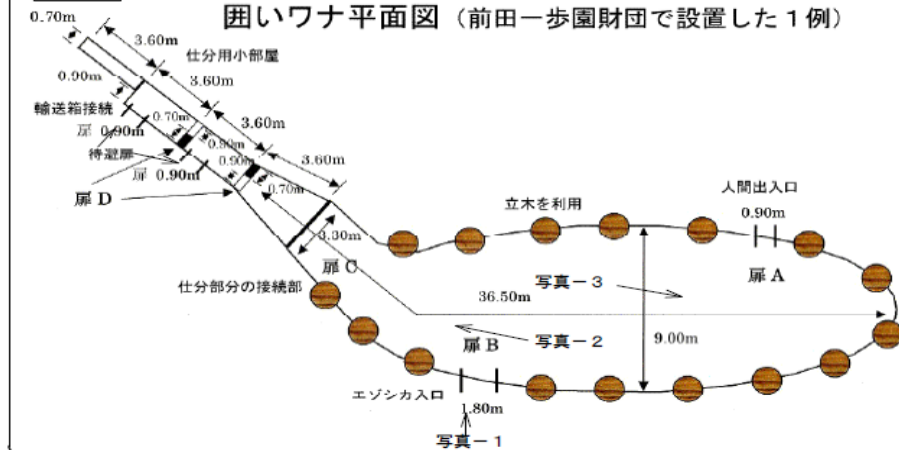 囲いワナ平面図（前田一歩園財団で設置した１例）
0.70m
3.60m
仕分用小部屋
3.60m
0.90m
輸送箱接続
3.60m
0.70m
扉 0.90m
0.90m
待避扉
0.90m
3.60m
扉 0.90m
0.70m
扉D
人間出入口
立木を利用
0.90m
3.30m
扉C
扉A
仕分部分の接続部
写真－3
36.50m
扉B
写真－2
9.00m
エゾシカ入口
1.80m
写真－1